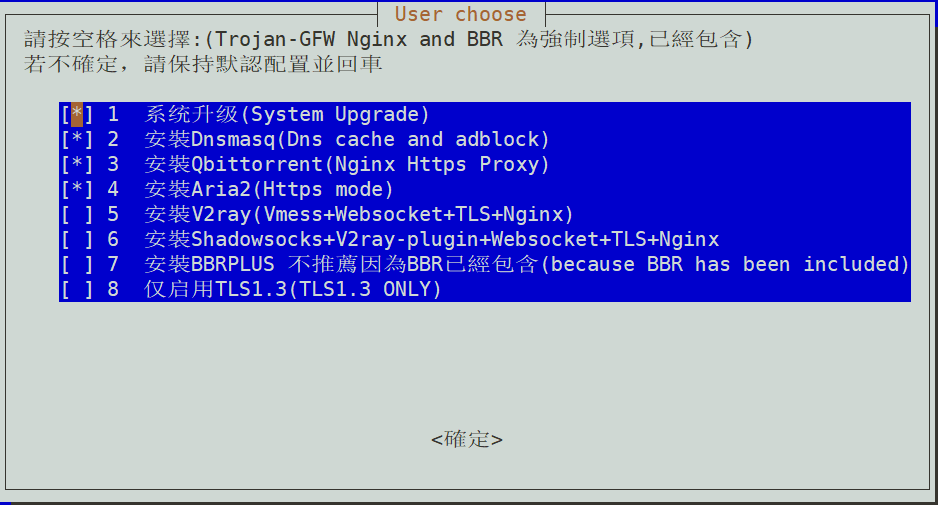 User choose
請按空格來選擇:(Trojan-GFW Nginx and BBR 為強制選項,已經包含)
若不確定，請保持默認配置並回車
[*] 1 系统升级(System Upgrade)
[*] 2 安裝Dnsmasq(Dns cache and adblock)
[*] 3 安裝Qbittorrent(Nginx Https Proxy)
[*] 4 安裝Aria2(Https mode)
[ ] 5 安裝V2ray(Vmess+Websocket+TLS+Nginx)
[ ] 6 安裝Shadowsocks+V2ray-plugin+Websocket+TLS+Nginx
[ ] 7 安裝BBRPLUS 不推薦因為BBR已經包含(because BBR has been included)
[ ] 8 仅启用TLS1.3(TLS1.3 ONLY)
<確定>